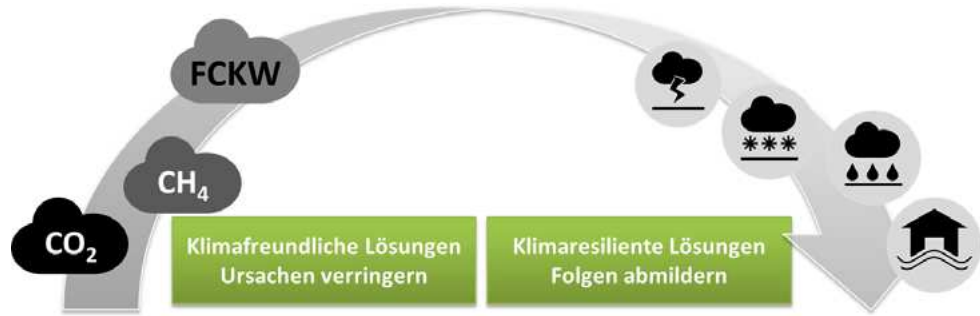 FCKW
CH₄
CO₂
Klimafreundliche Lösungen
Ursachen verringern
Klimaresiliente Lösungen
Folgen abmildern